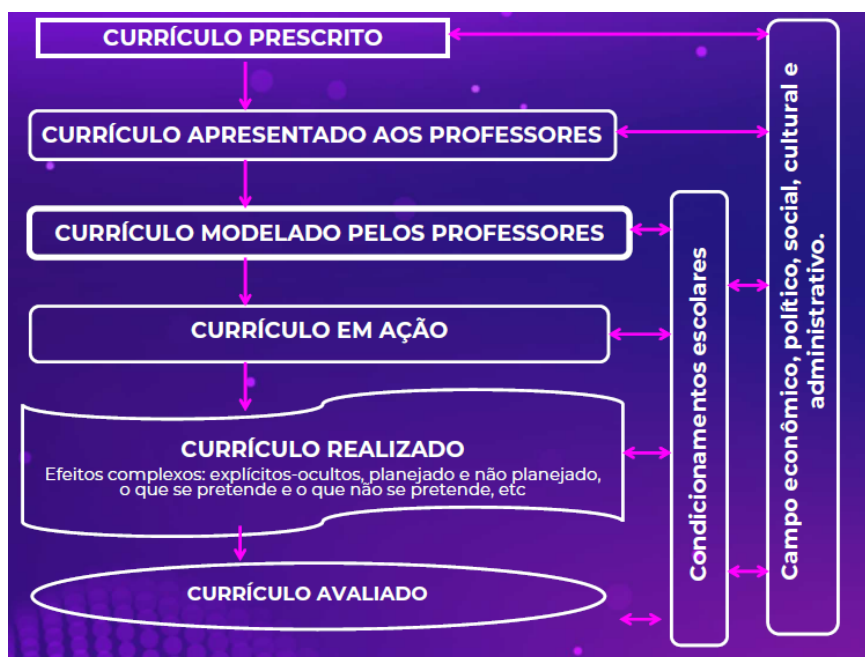 CURRÍCULO PRESCRITO
CURRÍCULO APRESENTADO AOS PROFESSORES
CURRÍCULO MODELADO PELOS PROFESSORES
CURRÍCULO EM AÇÃO
CURRÍCULO REALIZADO
Efeitos complexos: explícitos-ocultos, planejado e não planejado,
o que se pretende e o que não se pretende, etc
CURRÍCULO AVALIADO
Condicionamentos escolares
Campo econômico, político, social, cultural e
administrativo.